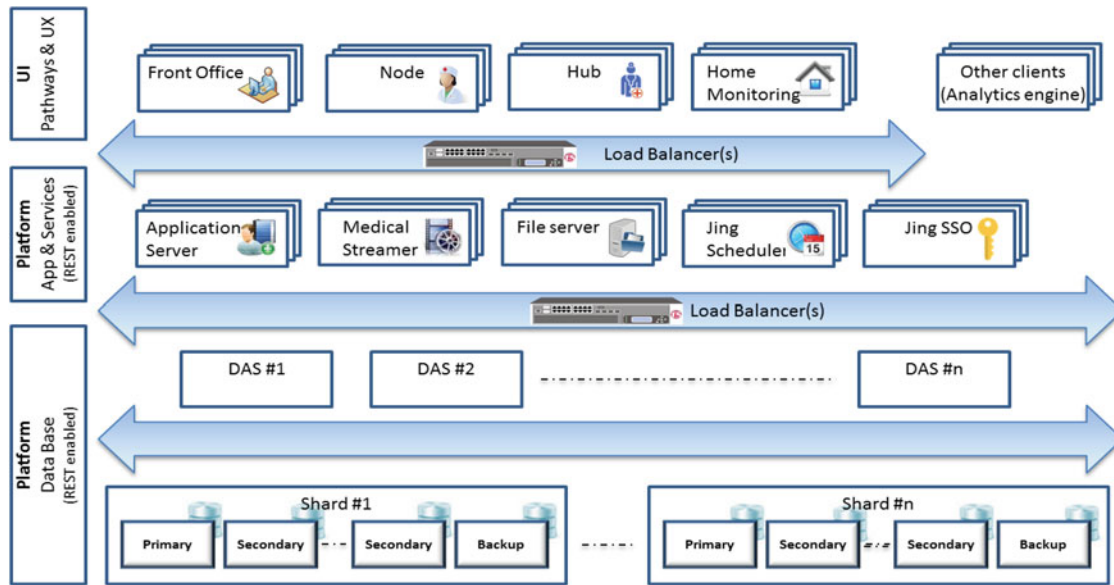 UI
Pathways & UX
Front Office
Node
Hub
Home
Monitoring
Other clients
(Analytics engine)
Load Balancer(s)
Platform
App & Services
(REST enabled)
Application
Server
Medical
Streamer
File server
Jing
Scheduler
15
Jing SSO
Load Balancer(s)
Platform
Data Base
(REST enabled)
DAS #1
DAS #2
DAS #n
Shard #1
Primary
Secondary
Secondary
Backup
Shard #n
Primary
Secondary
Secondary
Backup